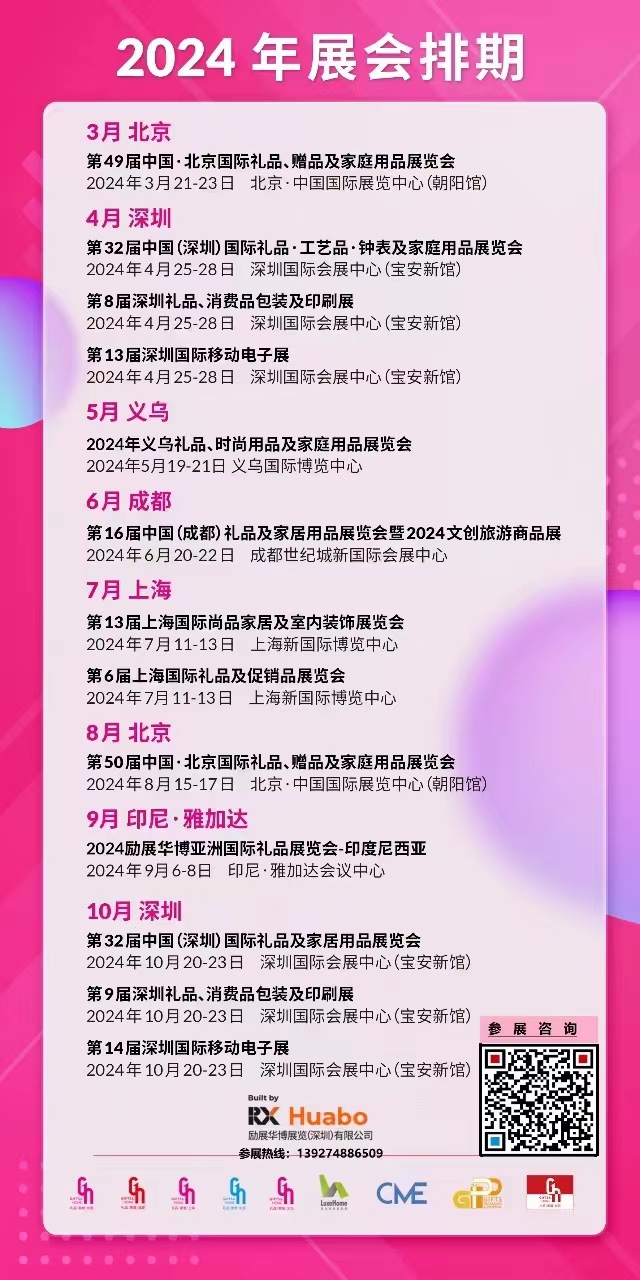 2024 年展会排期
3月 北京
第49届中国·北京国际礼品、赠品及家庭用品展览会
2024年3月21-23日 北京·中国国际展览中心（朝阳馆）
4月 深圳
第32届中国（深圳）国际礼品·工艺品·钟表及家庭用品展览会
2024年4月25-28日 深圳国际会展中心（宝安新馆）
第8届深圳礼品、消费品包装及印刷展
2024年4月25-28日 深圳国际会展中心（宝安新馆）
第13届深圳国际移动电子展
2024年4月25-28日 深圳国际会展中心（宝安新馆）
5月 义乌
2024年义乌礼品、时尚用品及家庭用品展览会
2024年5月19-21日 义乌国际博览中心
6月 成都
第16届中国（成都）礼品及家居用品展览会暨2024文创旅游商品展
2024年6月20-22日 成都世纪城新国际会展中心
7月 上海
第13届上海国际尚品家居及室内装饰展览会
2024年7月11-13日 上海新国际博览中心
第6届上海国际礼品及促销品展览会
2024年7月11-13日 上海新国际博览中心
8月 北京
第50届中国·北京国际礼品、赠品及家庭用品展览会
2024年8月15-17日 北京·中国国际展览中心（朝阳馆）
9月 印尼·雅加达
2024励展华博亚洲国际礼品展览会-印度尼西亚
2024年9月6-8日 印尼·雅加达会议中心
10月 深圳
第32届中国（深圳）国际礼品及家居用品展览会
2024年10月20-23日 深圳国际会展中心（宝安新馆）
第9届深圳礼品、消费品包装及印刷展
2024年10月20-23日 深圳国际会展中心（宝安新馆）
第14届深圳国际移动电子展
2024年10月20-23日 深圳国际会展中心（宝安新馆）
参展咨询
Built by
RX Huabo
励展华博展览（深圳）有限公司
参展热线：139274886509
LuxeHome
CME